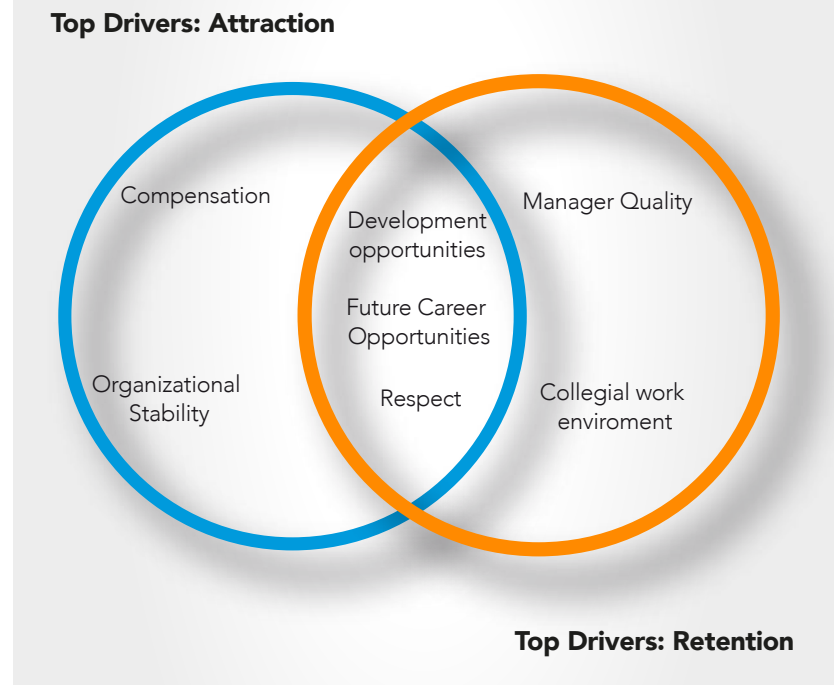 Top Drivers: Attraction
Compensation
Organizational
Stability
Development
opportunities
Future Career
Opportunities
Respect
Manager Quality
Collegial work
enviroment
Top Drivers: Retention